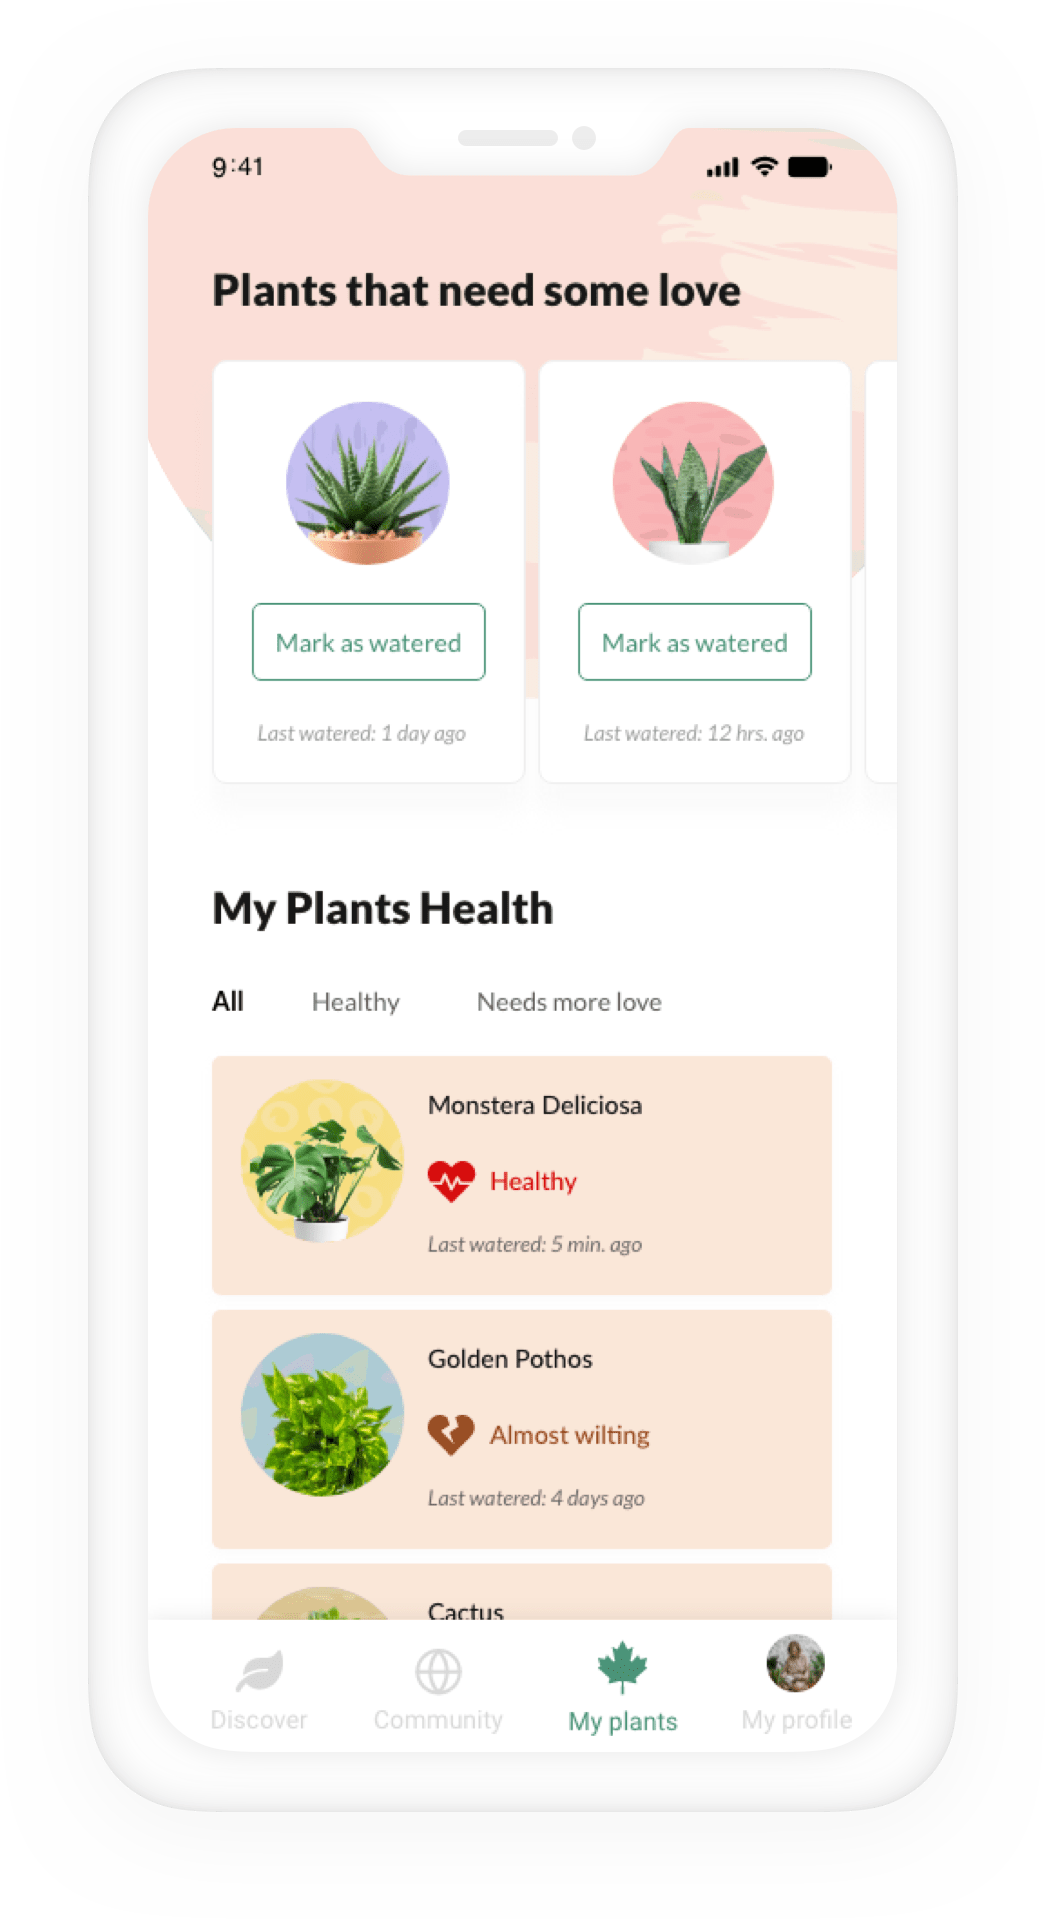 9:41
Plants that need some love
Mark as watered
Last watered: 1 day ago
Mark as watered
Last watered: 12 hrs. ago
My Plants Health
All Healthy Needs more love
Monstera Deliciosa
Healthy
Last watered: 5 min. ago
Golden Pothos
Almost wilting
Last watered: 4 days ago
Cactus
Discover Community My plants My profile